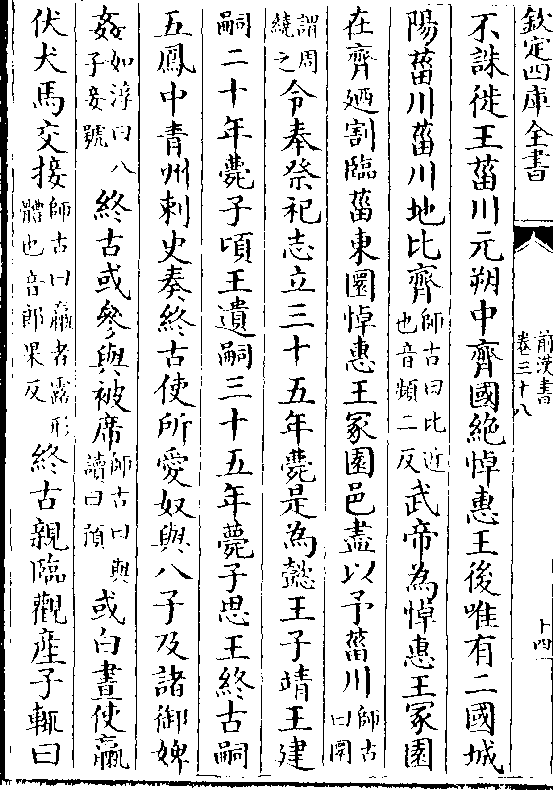 欽定四庫全書
前漢書
卷三十八
十四
不誅徙王菑川元朔中齊國絶悼惠王後唯有二國城
陽菑川菑川地比齊師古曰比近也音頻二反武帝為悼惠王冢園
在齊廼割臨菑東圜悼惠王冢園邑盡以予菑川師古曰圜
謂周繞之令奉祭祀志立三十五年薨是為懿王子靖王建
嗣二十年薨子頃王遺嗣三十五年薨子思王終古嗣
五鳳中青州刺史奏終古使所愛奴與八子及諸御婢
姦如淳曰八子妾號終古或參與被席師古曰與讀曰預或白晝使羸
伏犬馬交接師古曰羸者露形體也音郎果反終古親臨觀産子輒曰